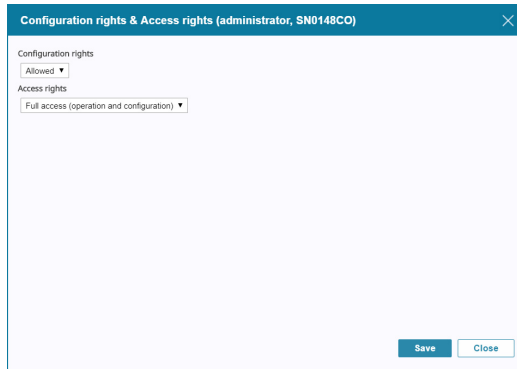 Configuration rights & Access rights (administrator, SN0148CO)
Configuration rights
Allowed
Access rights
Full access (operation and configuration)
Save Close